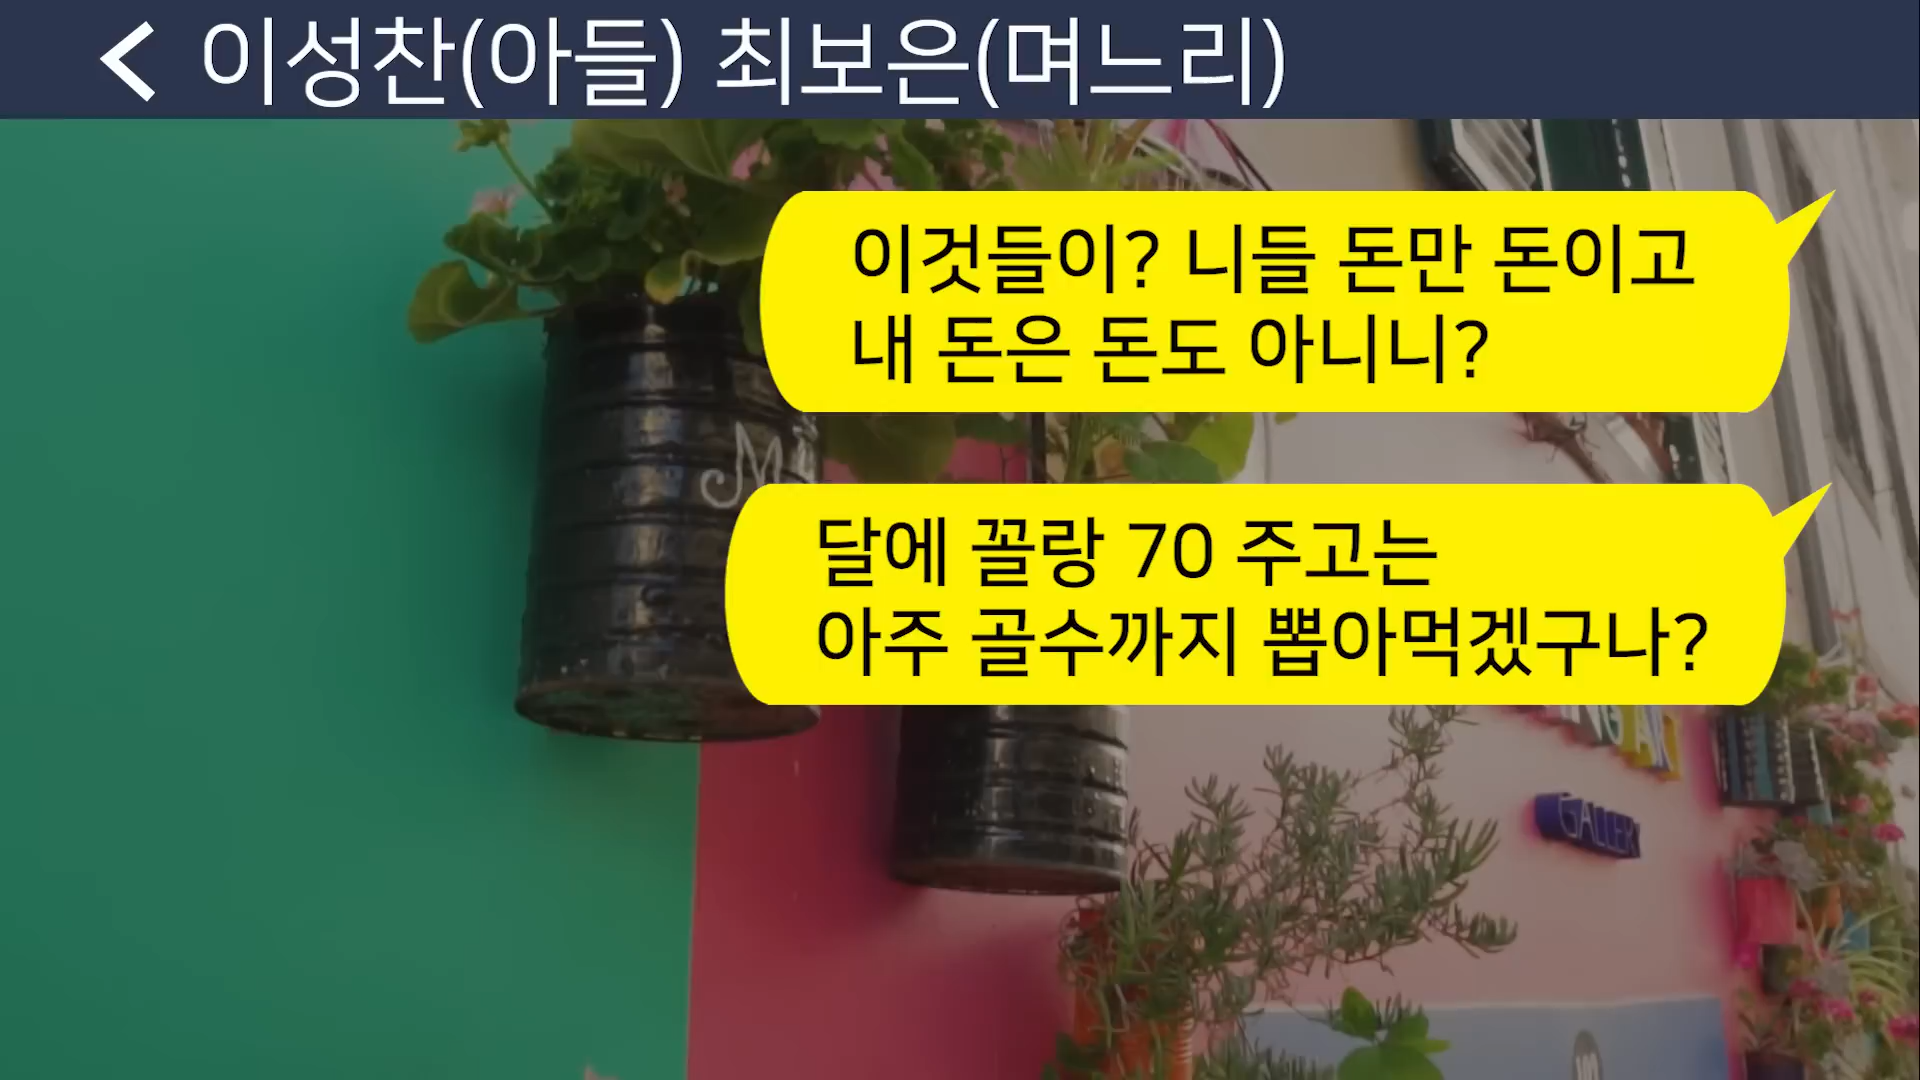 이성찬(아들) 최보은(며느리)
이것들이? 니들 돈만 돈이고
내 돈은 돈도 아니니?
달에 꼴랑 70 주고는
아주 골수까지 뽑아먹겠구나?
GALLERY